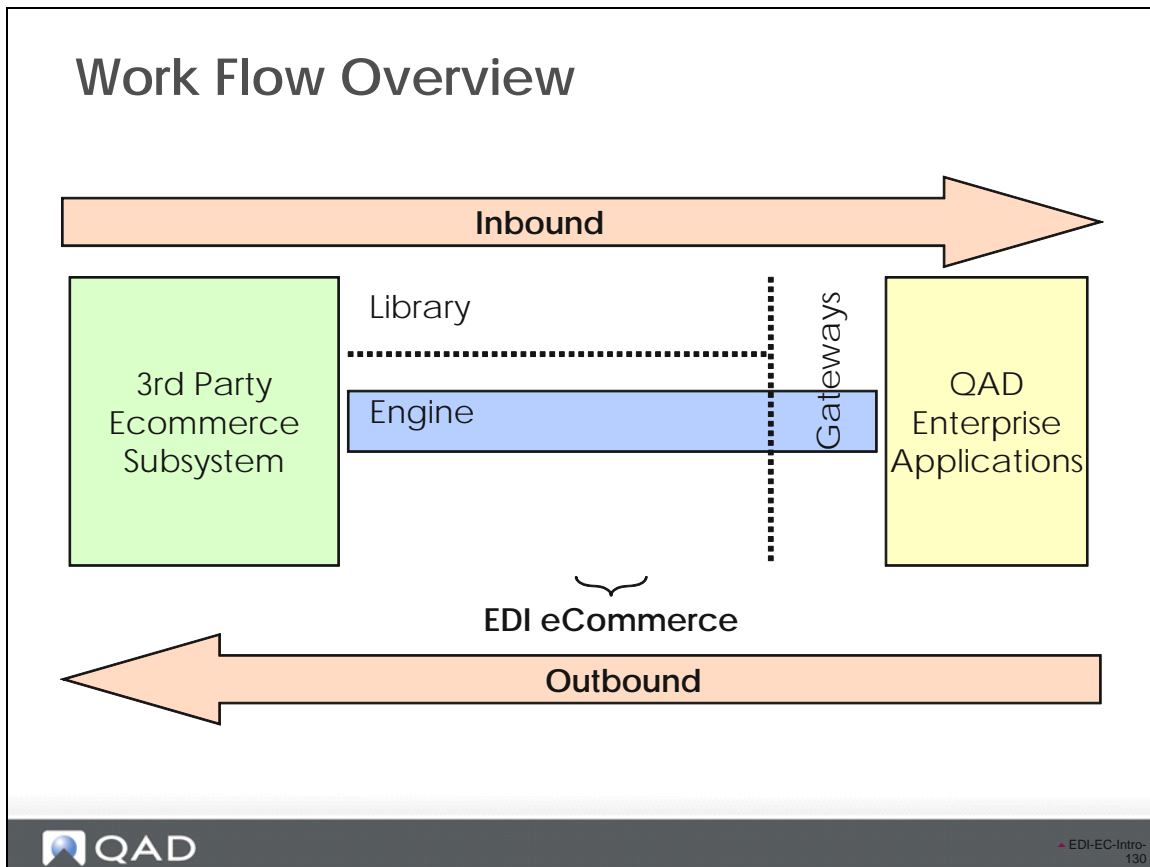 Work Flow Overview
Inbound
3rd Party
Ecommerce
Subsystem
Library
Engine
Gateways
QAD
Enterprise
Applications
EDI eCommerce
Outbound
QAD
EDI-EC-Intro-
130